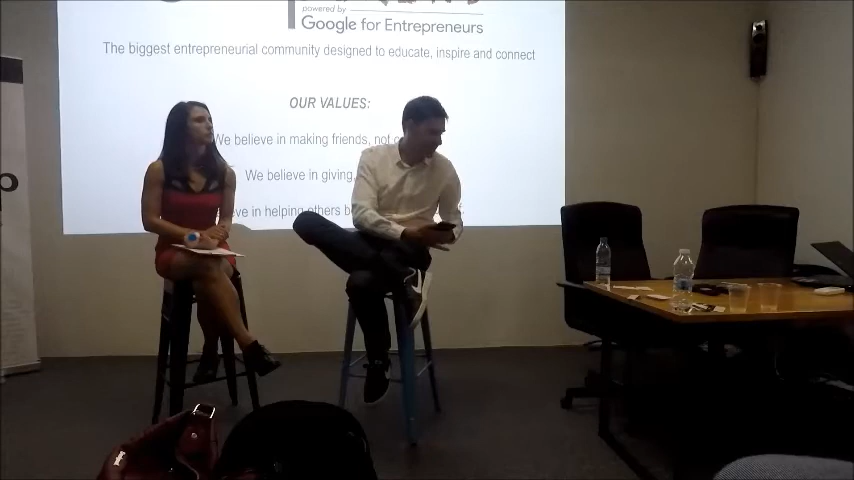 powered by
Google for Entrepreneurs
The biggest entrepreneurial community designed to educate, inspire and connect
OUR VALUES:
We believe in making friends, not
We believe in giving,
eve in helping others b
p